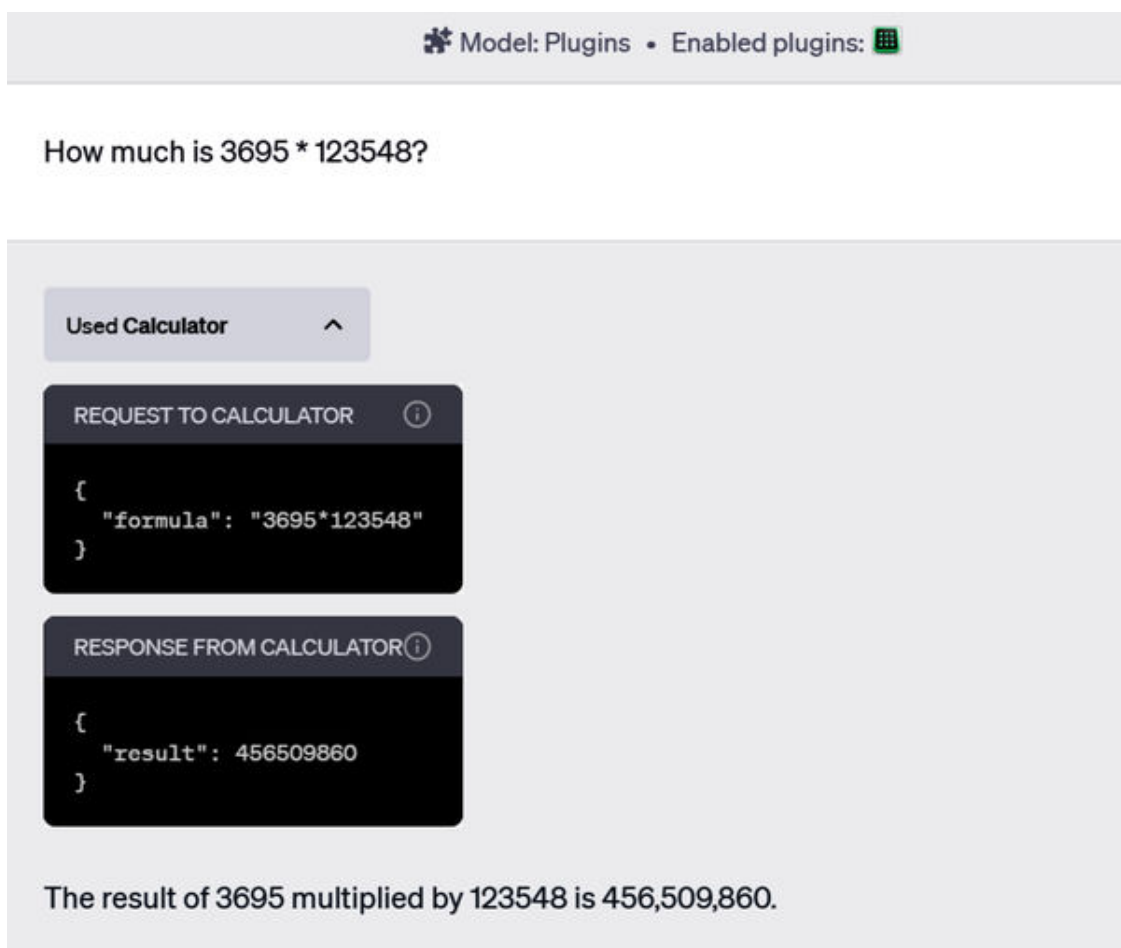 Model: Plugins • Enabled plugins:
How much is 3695 * 123548?
Used Calculator
REQUEST TO CALCULATOR
{
"formula": "3695*123548"
}
RESPONSE FROM CALCULATOR
{
"result": 456509860
}
The result of 3695 multiplied by 123548 is 456,509,860.